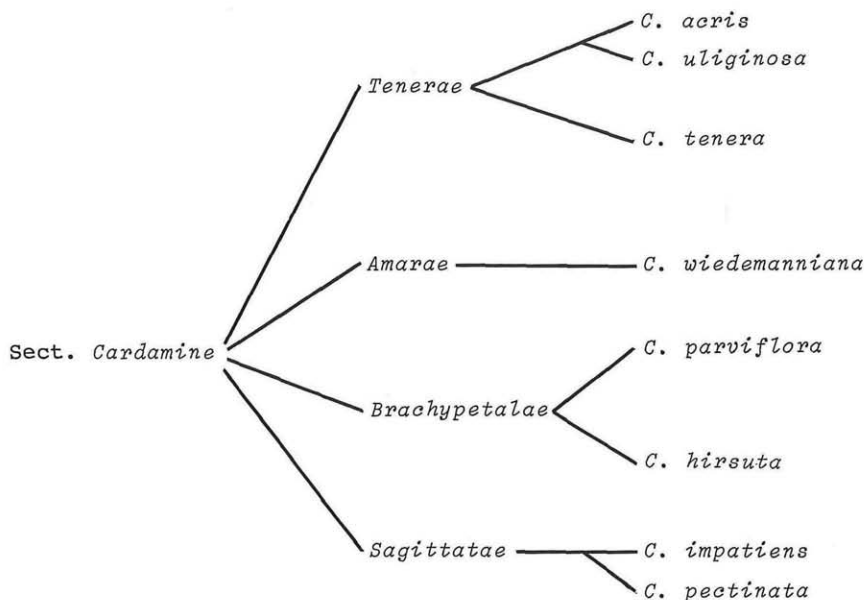 C. acris
C. uliginosa
Tenerae
C. tenera
Amarae
C. wiedemanniana
Sect. Cardamine
C. parviflora
Brachypetalae
C. hirsuta
Sagittatae
C. impatiens
C. pectinata